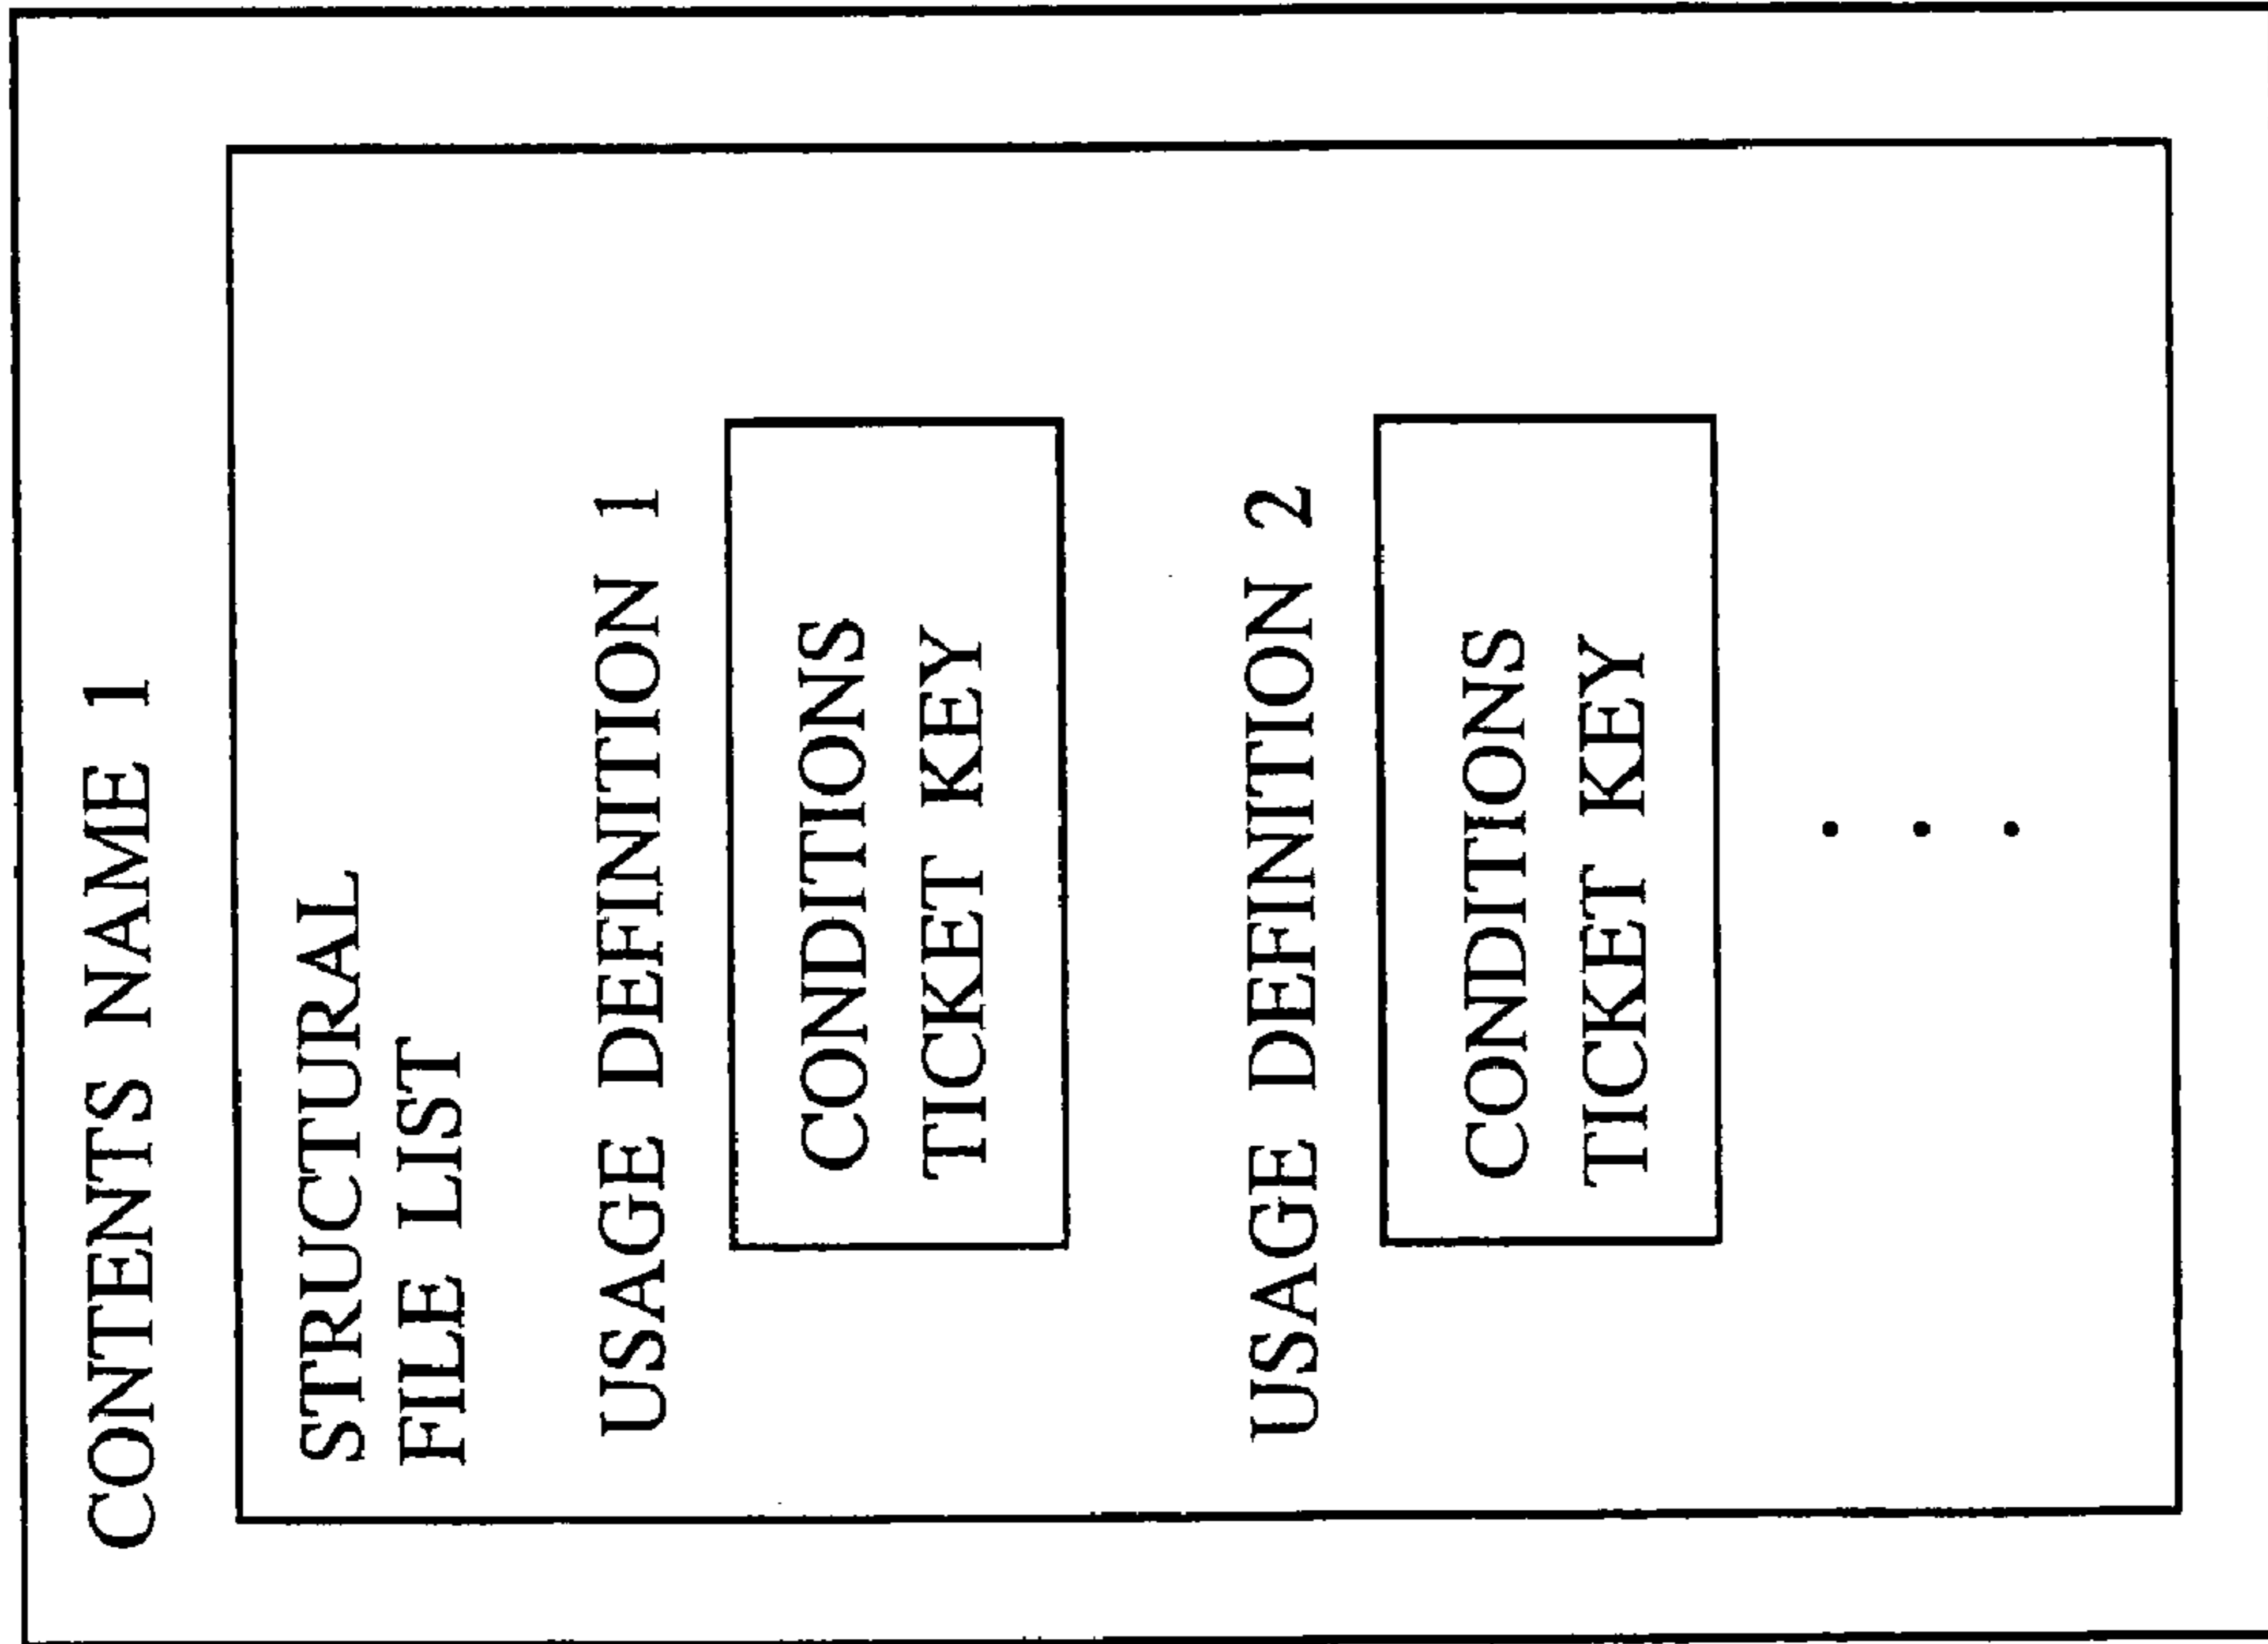 CONTENTS NAME 1
STRUCTURAL
FILE LIST
USAGE DEFINITION 1
CONDITIONS
TICKET KEY
USAGE DEFINITION 2
CONDITIONS
TICKET KEY
. . .